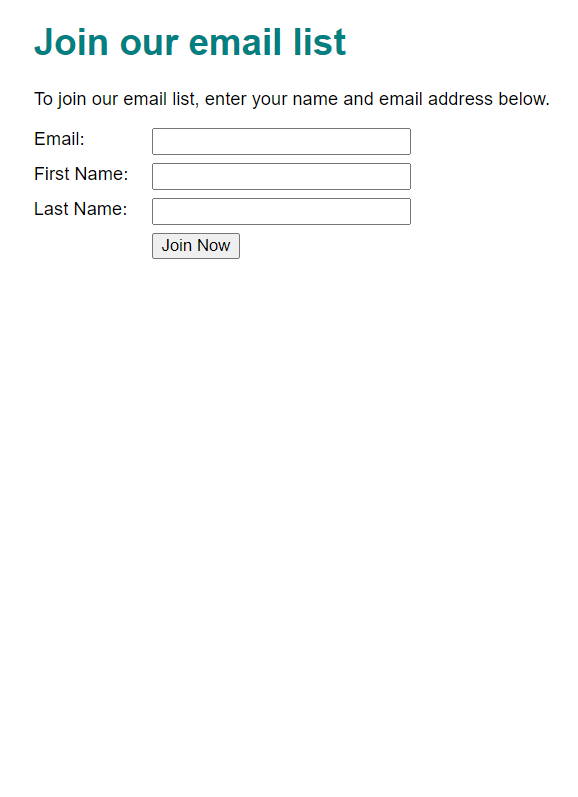 Join our email list
To join our email list, enter your name and email address below.
Email:
First Name:
Last Name:
Join Now